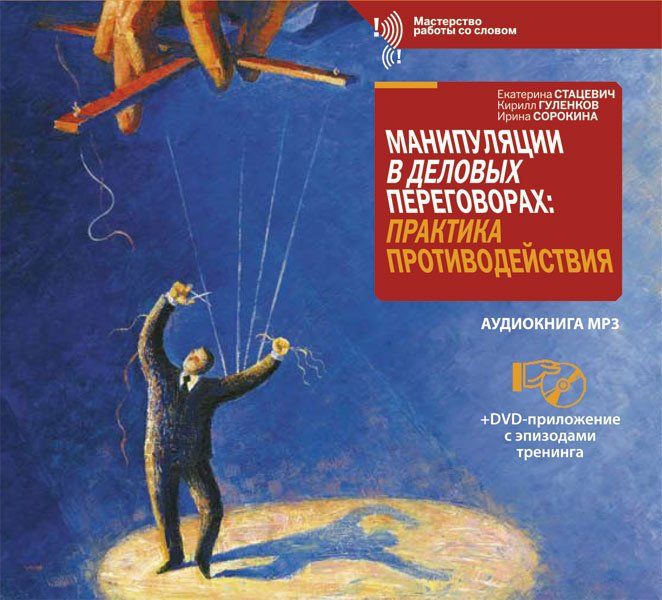 Мастерство
работы со словом
Екатерина СТАЦЕВИЧ
Кирилл ГУЛЕНКОВ
Ирина СОРОКИНА
МАНИПУЛЯЦИИ
В ДЕЛОВЫХ
ПЕРЕГОВОРАХ:
ПРАКТИКА
ПРОТИВОДЕЙСТВИЯ
АУДИОКНИГА MP3
+DVD-приложение
с эпизодами
тренинга